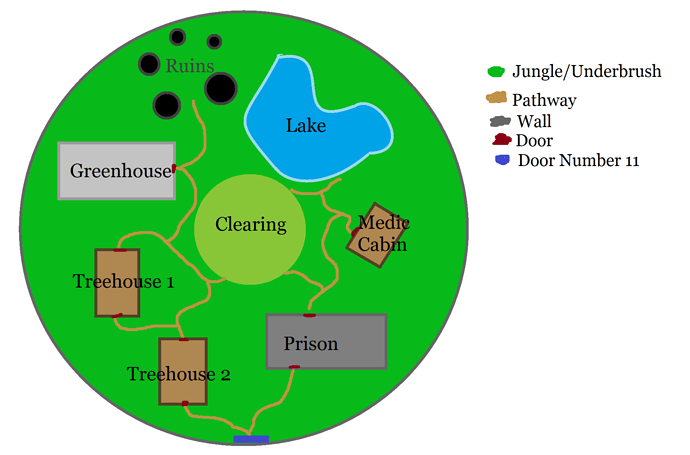 Ruins
Lake
Greenhouse
Clearing
Medic
Cabin
Treehouse 1
Prison
Treehouse 2
Jungle/Underbrush
Pathway
Wall
Door
Door Number 11